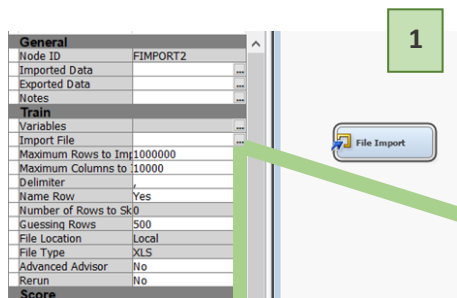 General
Node ID FIMPORT2
Imported Data ...
Exported Data ...
Notes ...
Train
Variables ...
Import File ...
Maximum Rows to Imp 1000000
Maximum Columns to I 10000
Delimiter ,
Name Row Yes
Number of Rows to Sk 0
Guessing Rows 500
File Location Local
File Type XLS
Advanced Advisor No
Rerun No
Score
1
File Import